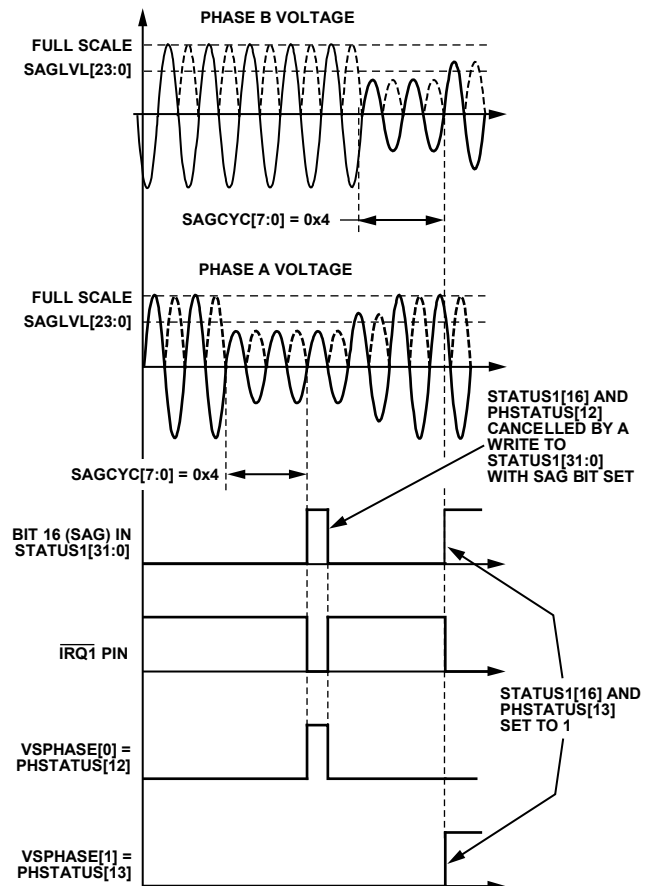 PHASE B VOLTAGE
FULL SCALE
SAGLVL[23:0]
SAGCYC[7:0] = 0x4
PHASE A VOLTAGE
FULL SCALE
SAGLVL[23:0]
STATUS1[16] AND
PHSTATUS[12]
CANCELLED BY A
WRITE TO
STATUS1[31:0]
WITH SAG BIT SET
SAGCYC[7:0] = 0x4
BIT 16 (SAG) IN
STATUS1[31:0]
IRQ1 PIN
STATUS1[16] AND
PHSTATUS[13]
SET TO 1
VSPHASE[0] =
PHSTATUS[12]
VSPHASE[1] =
PHSTATUS[13]